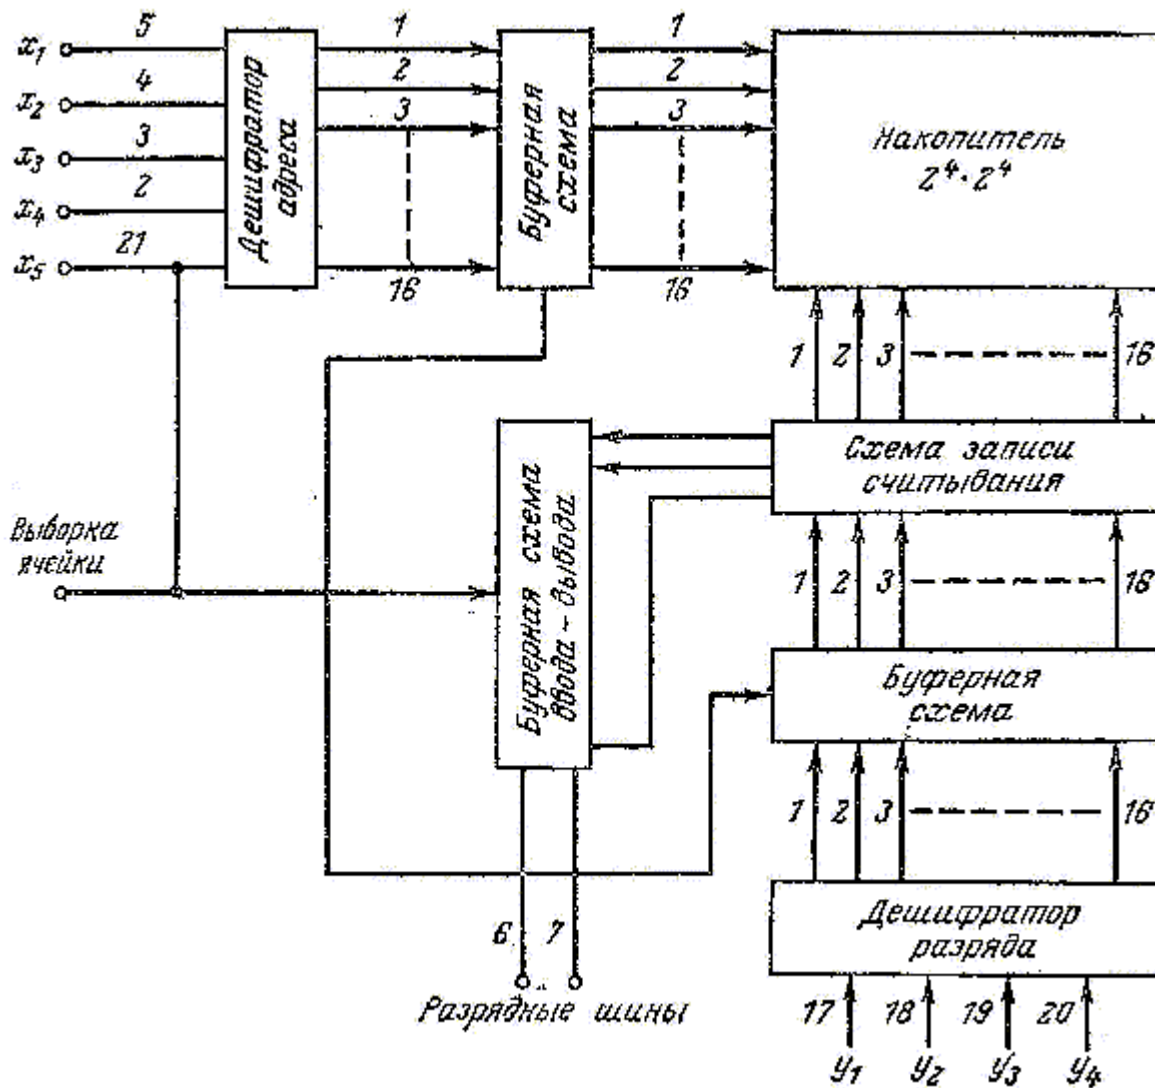 x₁ 5
x₂ 4
x₃ 3
x₄ 2
x₅ 21
Дешифратор
адреса
1
2
3
16
Буферная
схема
1
2
3
16
Накопитель
2⁴·2⁴
1 2 3 16
Схема записи
считывания
Выборка
ячейки
Буферная схема
ввода – вывода
1 2 3 16
Буферная
схема
1 2 3 16
6 7
Разрядные шины
Дешифратор
разряда
17 18 19 20
y₁ y₂ y₃ y₄